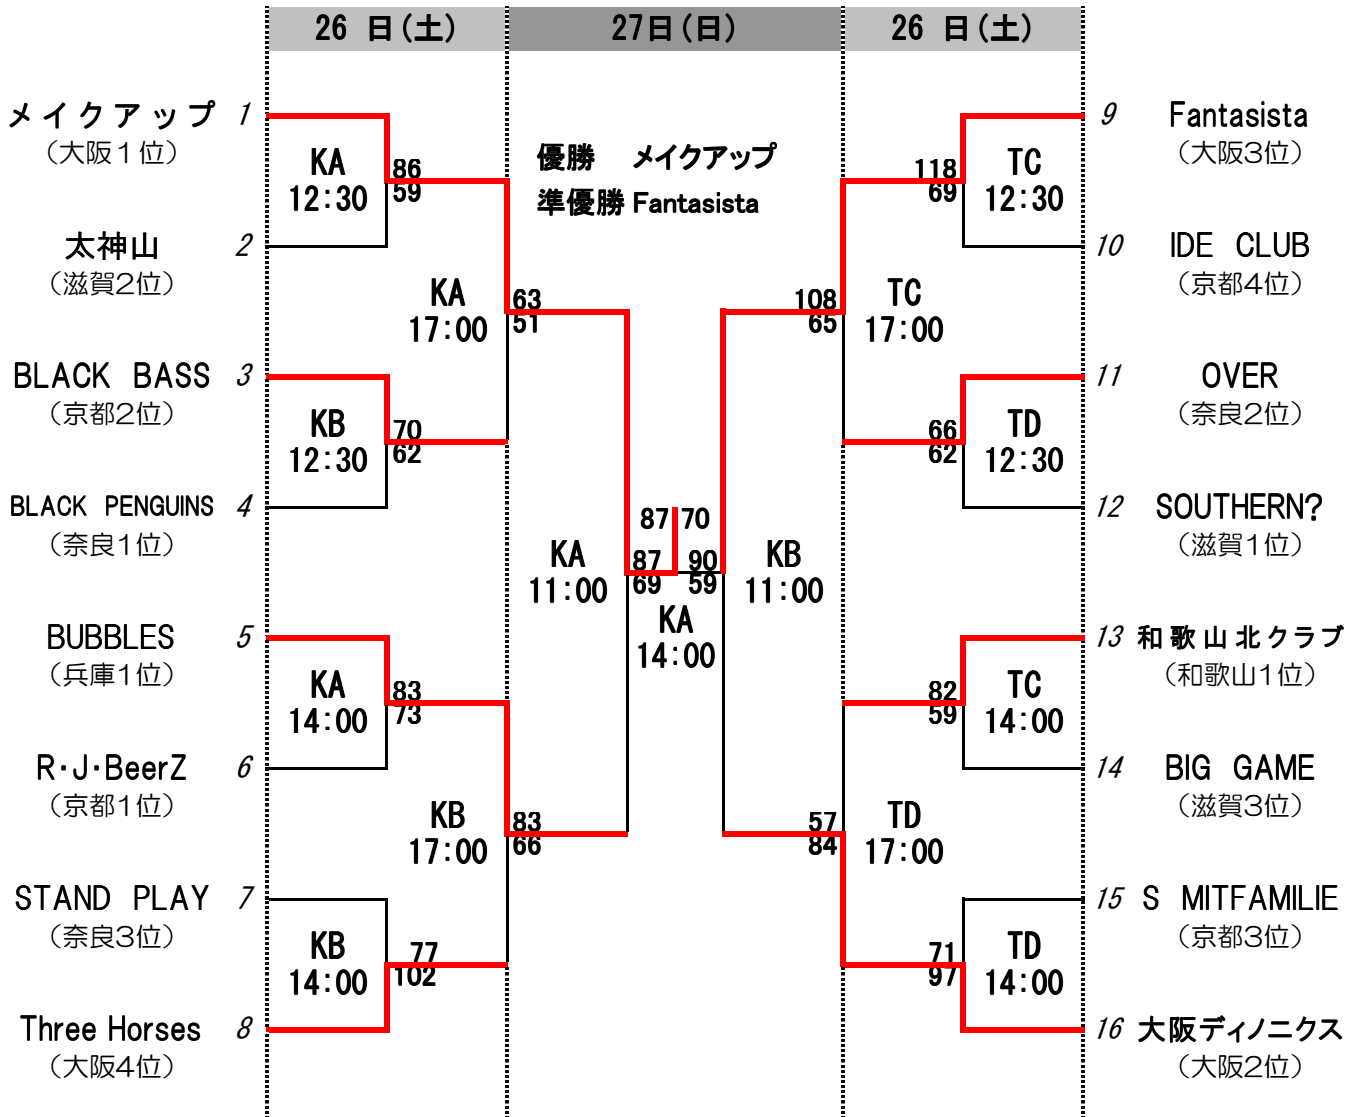 26 日(土)
27日(日)
26 日(土)
メイクアップ 1
（大阪１位）
KA
12:30
86
59
太神山 2
（滋賀2位）
KA
17:00
63
51
BLACK BASS 3
（京都2位）
KB
12:30
70
62
BLACK PENGUINS 4
（奈良1位）
BUBBLES 5
（兵庫1位）
KA
14:00
83
73
R・J・BeerZ 6
（京都1位）
KB
17:00
83
66
STAND PLAY 7
（奈良3位）
KB
14:00
77
102
Three Horses 8
（大阪4位）
優勝 メイクアップ
準優勝 Fantasista
KA
11:00
87
69
87 70
KA
14:00
90
59
KB
11:00
9 Fantasista
（大阪3位）
TC
12:30
118
69
10 IDE CLUB
（京都4位）
TC
17:00
108
65
11 OVER
（奈良2位）
TD
12:30
66
62
12 SOUTHERN?
（滋賀1位）
13 和歌山北クラブ
（和歌山1位）
TC
14:00
82
59
14 BIG GAME
（滋賀3位）
TD
17:00
57
84
15 S MITFAMILIE
（京都3位）
TD
14:00
71
97
16 大阪ディノニクス
（大阪2位）